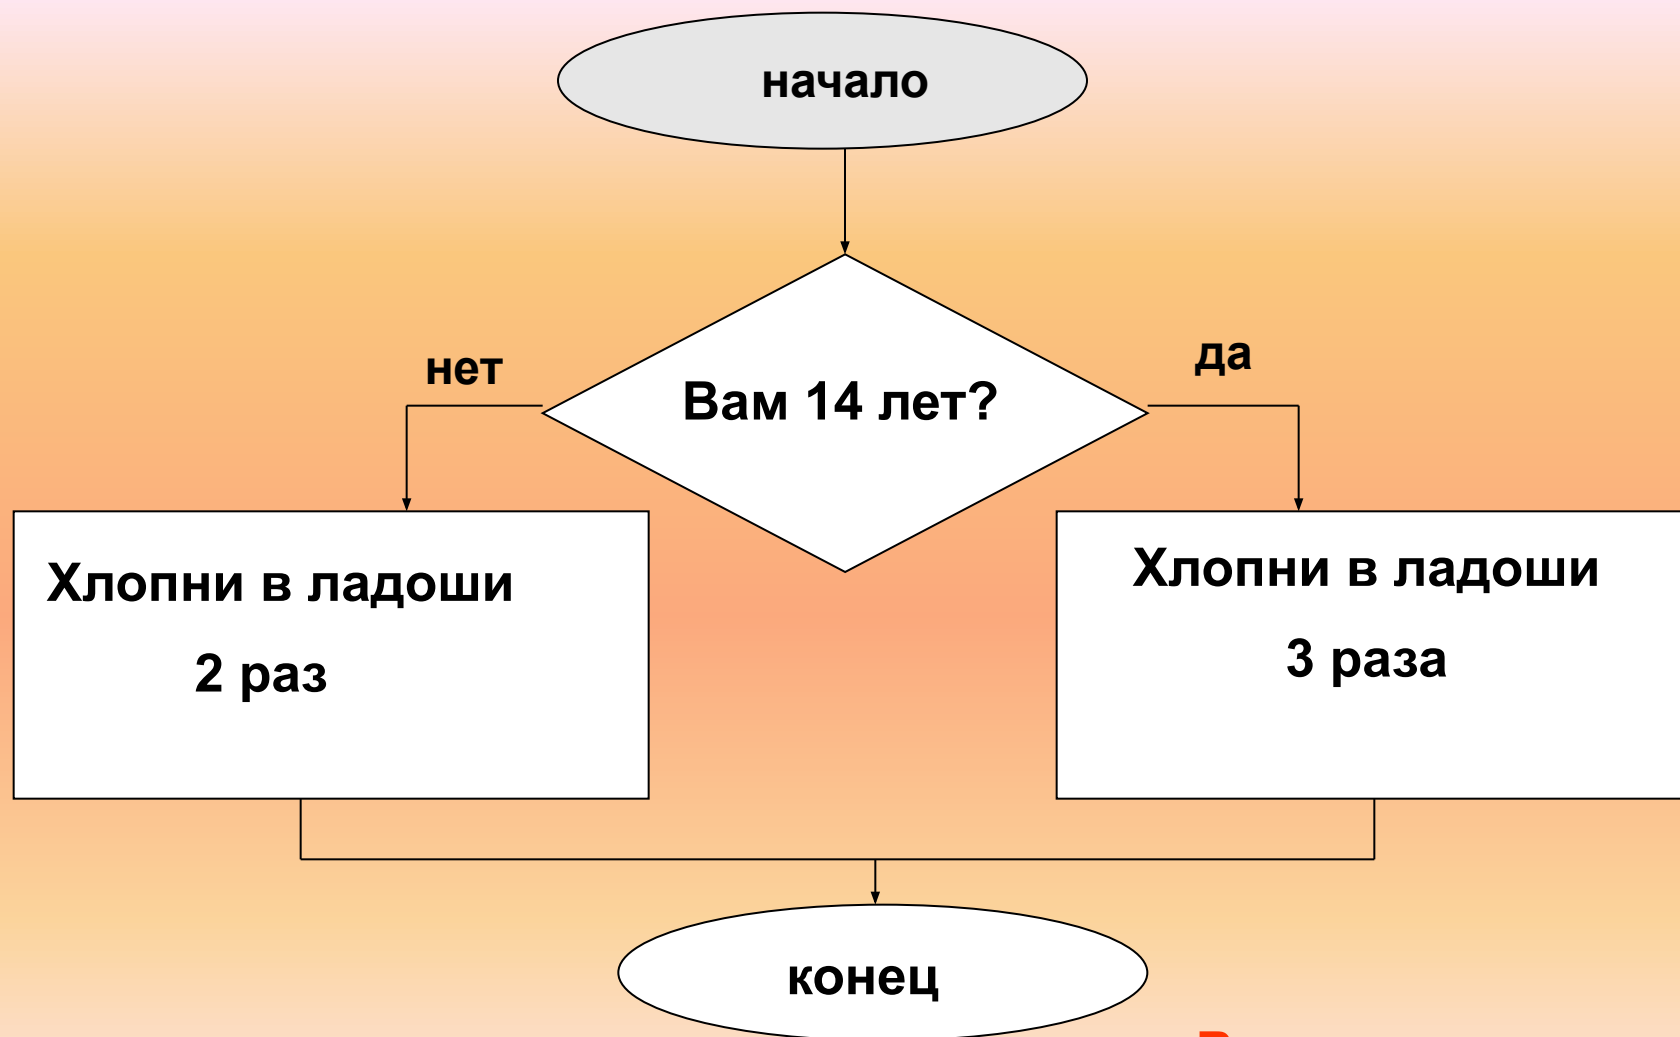 начало
нет
Вам 14 лет?
да
Хлопни в ладоши
2 раз
Хлопни в ладоши
3 раза
конец